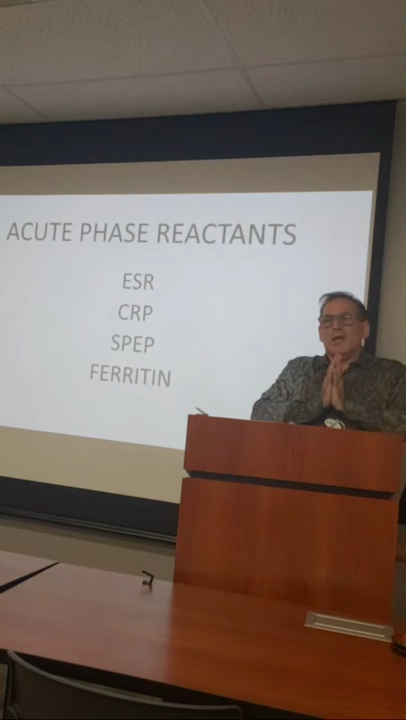 ACUTE PHASE REACTANTS
ESR
CRP
SPEP
FERRITIN